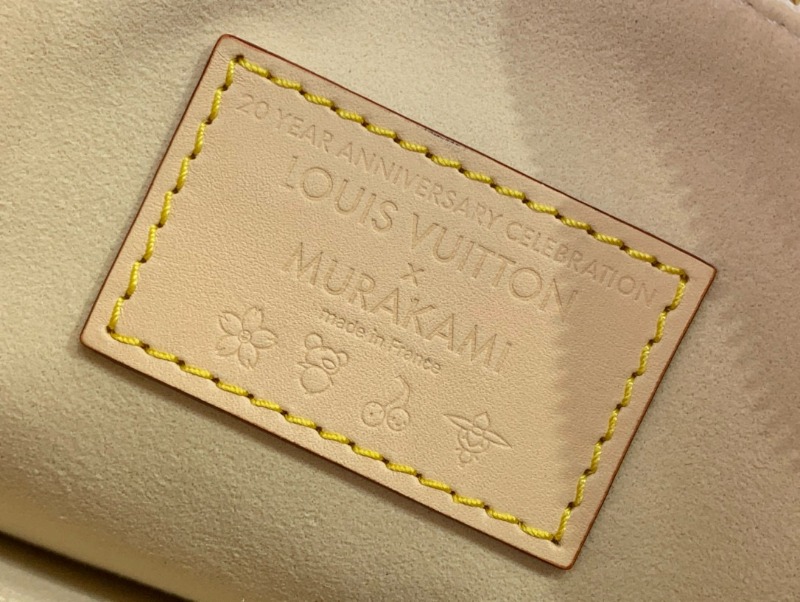 20 YEAR ANNIVERSARY CELEBRATION
LOUIS VUITTON
×
MURAKAMi
made in France